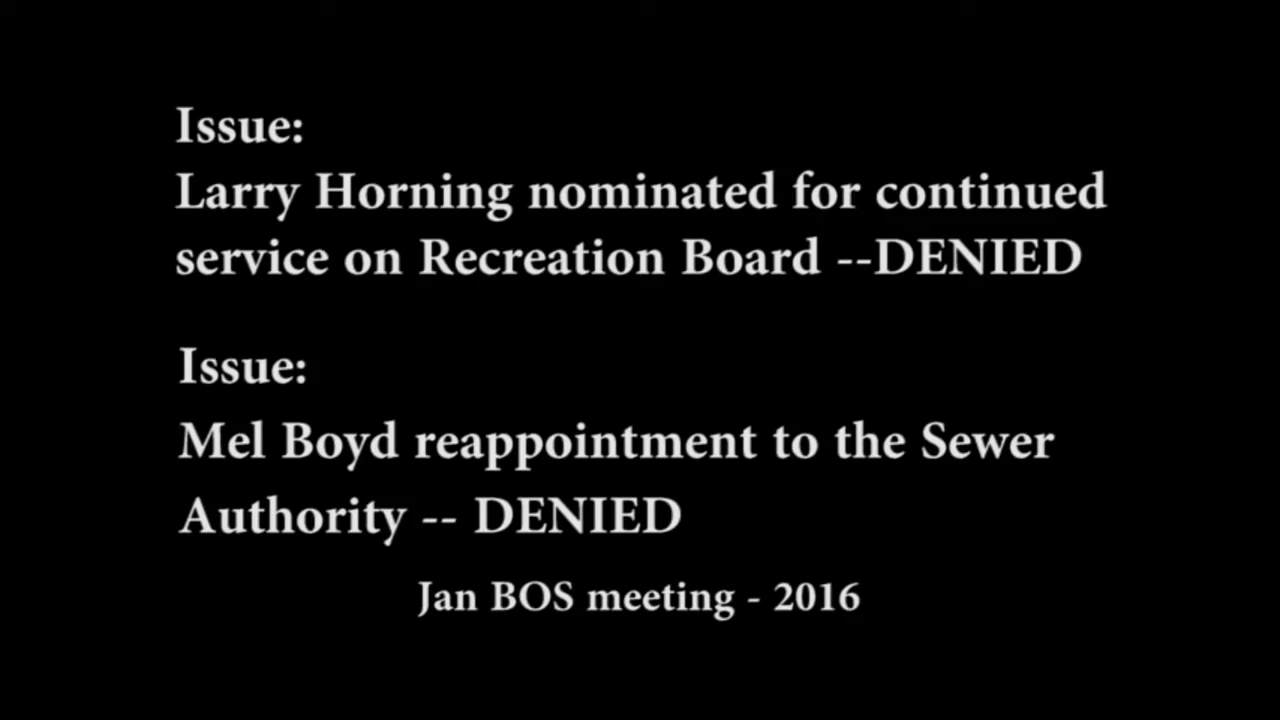 Issue:
Larry Horning nominated for continued
service on Recreation Board --DENIED
Issue:
Mel Boyd reappointment to the Sewer
Authority -- DENIED
Jan BOS meeting - 2016